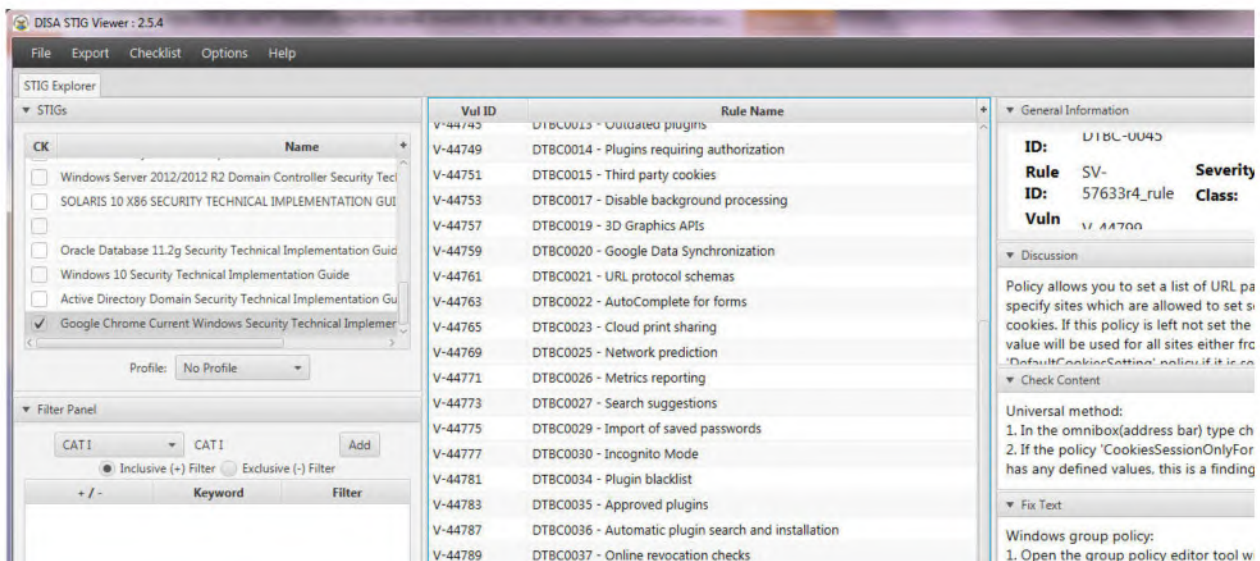 DISA STIG Viewer : 2.5.4
File Export Checklist Options Help
STIG Explorer
STIGs
CK Name +
Windows Server 2012/2012 R2 Domain Controller Security Tecl
SOLARIS 10 X86 SECURITY TECHNICAL IMPLEMENTATION GUI
Oracle Database 11.2g Security Technical Implementation Guid
Windows 10 Security Technical Implementation Guide
Active Directory Domain Security Technical Implementation Gu
Google Chrome Current Windows Security Technical Implemer
Profile: No Profile
Filter Panel
CAT I CAT I Add
Inclusive (+) Filter Exclusive (-) Filter
+ / - Keyword Filter
Vul ID Rule Name +
V-44745 DTBC0013 - Outdated plugins
V-44749 DTBC0014 - Plugins requiring authorization
V-44751 DTBC0015 - Third party cookies
V-44753 DTBC0017 - Disable background processing
V-44757 DTBC0019 - 3D Graphics APIs
V-44759 DTBC0020 - Google Data Synchronization
V-44761 DTBC0021 - URL protocol schemas
V-44763 DTBC0022 - AutoComplete for forms
V-44765 DTBC0023 - Cloud print sharing
V-44769 DTBC0025 - Network prediction
V-44771 DTBC0026 - Metrics reporting
V-44773 DTBC0027 - Search suggestions
V-44775 DTBC0029 - Import of saved passwords
V-44777 DTBC0030 - Incognito Mode
V-44781 DTBC0034 - Plugin blacklist
V-44783 DTBC0035 - Approved plugins
V-44787 DTBC0036 - Automatic plugin search and installation
V-44789 DTBC0037 - Online revocation checks
General Information
ID: DTBC-0045
Rule ID: SV-57633r4_rule Severity
Class:
Vuln V-44799
Discussion
Policy allows you to set a list of URL pa
specify sites which are allowed to set s
cookies. If this policy is left not set the
value will be used for all sites either fro
'DefaultCookiesSetting' policy if it is
Check Content
Universal method:
1. In the omnibox(address bar) type ch
2. If the policy 'CookiesSessionOnlyFor
has any defined values, this is a finding
Fix Text
Windows group policy:
1. Open the group policy editor tool w